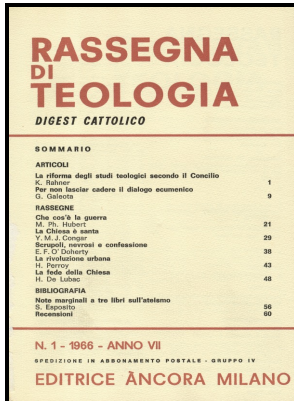 RASSEGNA
DI
TEOLOGIA
DIGEST CATTOLICO
SOMMARIO
ARTICOLI
La riforma degli studi teologici secondo il Concilio
K. Rahner 1
Per non lasciar cadere il dialogo ecumenico
G. Galeota 9
RASSEGNE
Che cos'è la guerra
M. Ph. Hubert 21
La Chiesa è santa
Y. M. J. Congar 29
Scrupoli, nevrosi e confessione
E. F. O' Doherty 38
La rivoluzione urbana
H. Perroy 43
La fede della Chiesa
H. De Lubac 48
BIBLIOGRAFIA
Note marginali a tre libri sull'ateismo
S. Esposito 56
Recensioni 60
N. 1 - 1966 - ANNO VII
SPEDIZIONE IN ABBONAMENTO POSTALE - GRUPPO IV
EDITRICE ÀNCORA MILANO